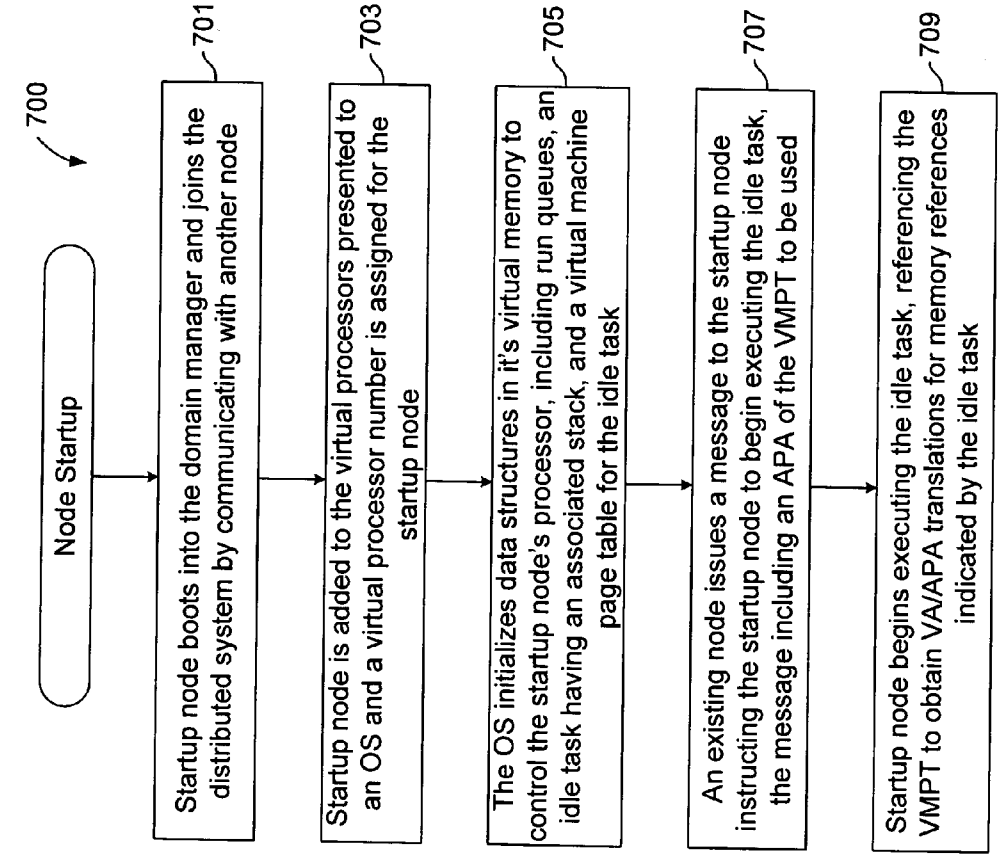 700
Node Startup
701
Startup node boots into the domain manager and joins the
distributed system by communicating with another node
703
Startup node is added to the virtual processors presented to
an OS and a virtual processor number is assigned for the
startup node
705
The OS initializes data structures in it's virtual memory to
control the startup node's processor, including run queues, an
idle task having an associated stack, and a virtual machine
page table for the idle task
707
An existing node issues a message to the startup node
instructing the startup node to begin executing the idle task,
the message including an APA of the VMPT to be used
709
Startup node begins executing the idle task, referencing the
VMPT to obtain VA/APA translations for memory references
indicated by the idle task